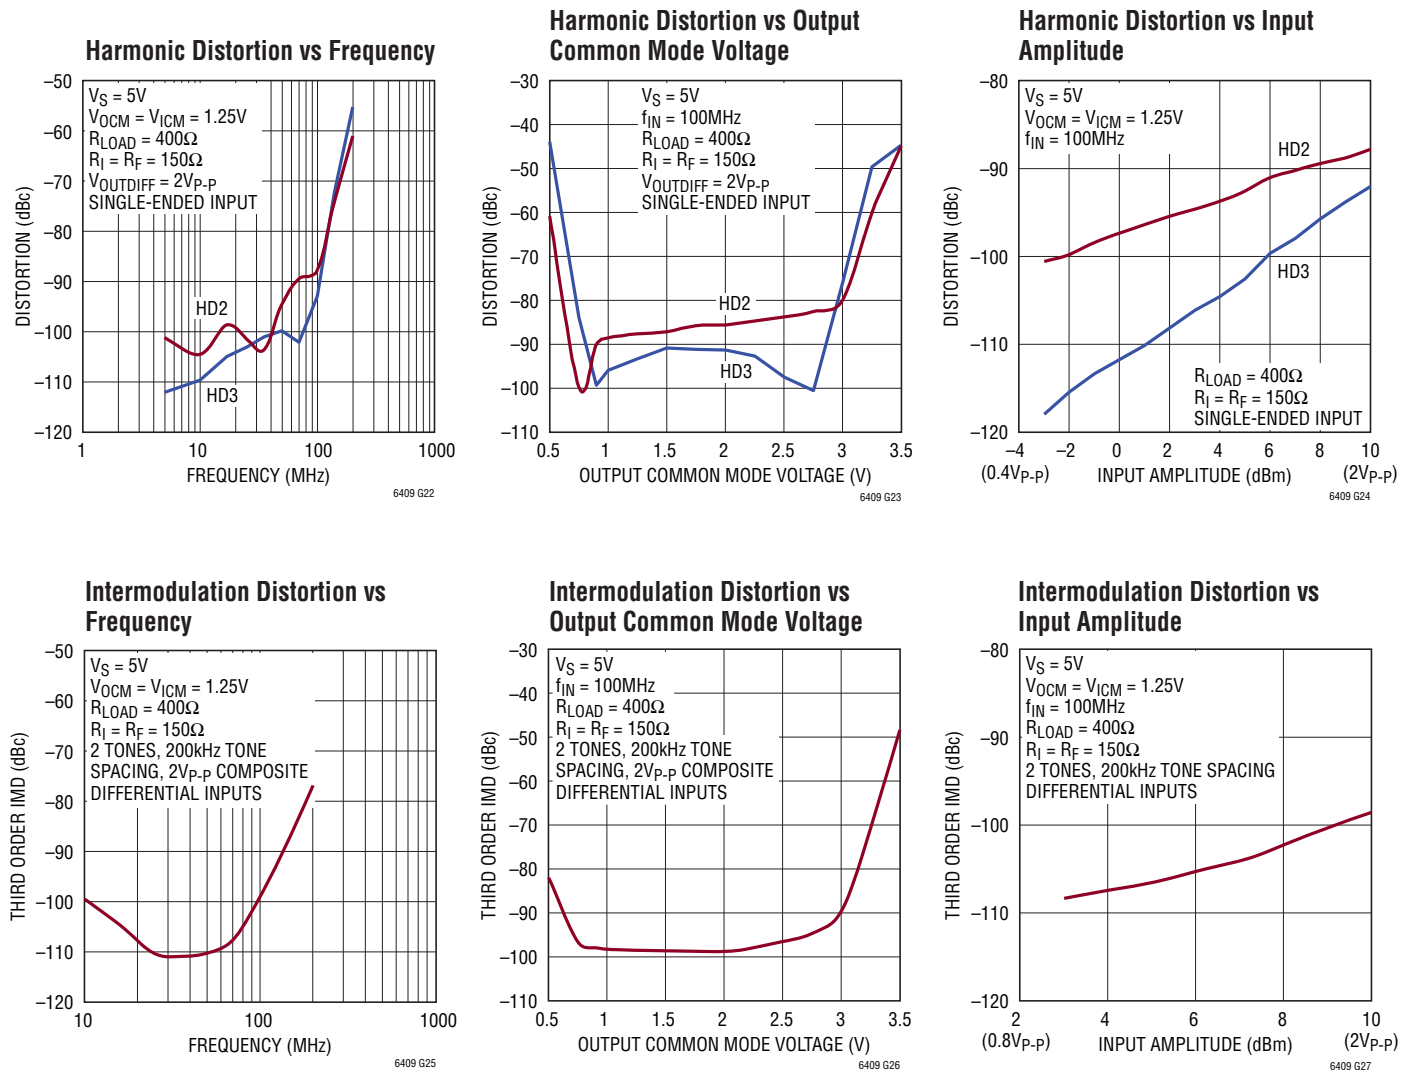 Harmonic Distortion vs Frequency
–50
–60
–70
–80
–90
–100
–110
–120
DISTORTION (dBc)
VS = 5V
VOCM = VICM = 1.25V
RLOAD = 400Ω
RI = RF = 150Ω
VOUTDIFF = 2VP-P
SINGLE-ENDED INPUT
HD2
HD3
1 10 100 1000
FREQUENCY (MHz)
6409 G22
Harmonic Distortion vs Output
Common Mode Voltage
–30
–40
–50
–60
–70
–80
–90
–100
–110
DISTORTION (dBc)
VS = 5V
fIN = 100MHz
RLOAD = 400Ω
RI = RF = 150Ω
VOUTDIFF = 2VP-P
SINGLE-ENDED INPUT
HD2
HD3
0.5 1 1.5 2 2.5 3 3.5
OUTPUT COMMON MODE VOLTAGE (V)
6409 G23
Harmonic Distortion vs Input
Amplitude
–80
–90
–100
–110
–120
DISTORTION (dBc)
VS = 5V
VOCM = VICM = 1.25V
fIN = 100MHz
HD2
HD3
RLOAD = 400Ω
RI = RF = 150Ω
SINGLE-ENDED INPUT
–4 –2 0 2 4 6 8 10
(0.4VP-P) INPUT AMPLITUDE (dBm) (2VP-P)
6409 G24
Intermodulation Distortion vs
Frequency
–50
–60
–70
–80
–90
–100
–110
–120
THIRD ORDER IMD (dBc)
VS = 5V
VOCM = VICM = 1.25V
RLOAD = 400Ω
RI = RF = 150Ω
2 TONES, 200kHz TONE
SPACING, 2VP-P COMPOSITE
DIFFERENTIAL INPUTS
10 100 1000
FREQUENCY (MHz)
6409 G25
Intermodulation Distortion vs
Output Common Mode Voltage
–30
–40
–50
–60
–70
–80
–90
–100
–110
THIRD ORDER IMD (dBc)
VS = 5V
fIN = 100MHz
RLOAD = 400Ω
RI = RF = 150Ω
2 TONES, 200kHz TONE
SPACING, 2VP-P COMPOSITE
DIFFERENTIAL INPUTS
0.5 1 1.5 2 2.5 3 3.5
OUTPUT COMMON MODE VOLTAGE (V)
6409 G26
Intermodulation Distortion vs
Input Amplitude
–80
–90
–100
–110
–120
THIRD ORDER IMD (dBc)
VS = 5V
VOCM = VICM = 1.25V
fIN = 100MHz
RLOAD = 400Ω
RI = RF = 150Ω
2 TONES, 200kHz TONE SPACING
DIFFERENTIAL INPUTS
2 4 6 8 10
(0.8VP-P) INPUT AMPLITUDE (dBm) (2VP-P)
6409 G27